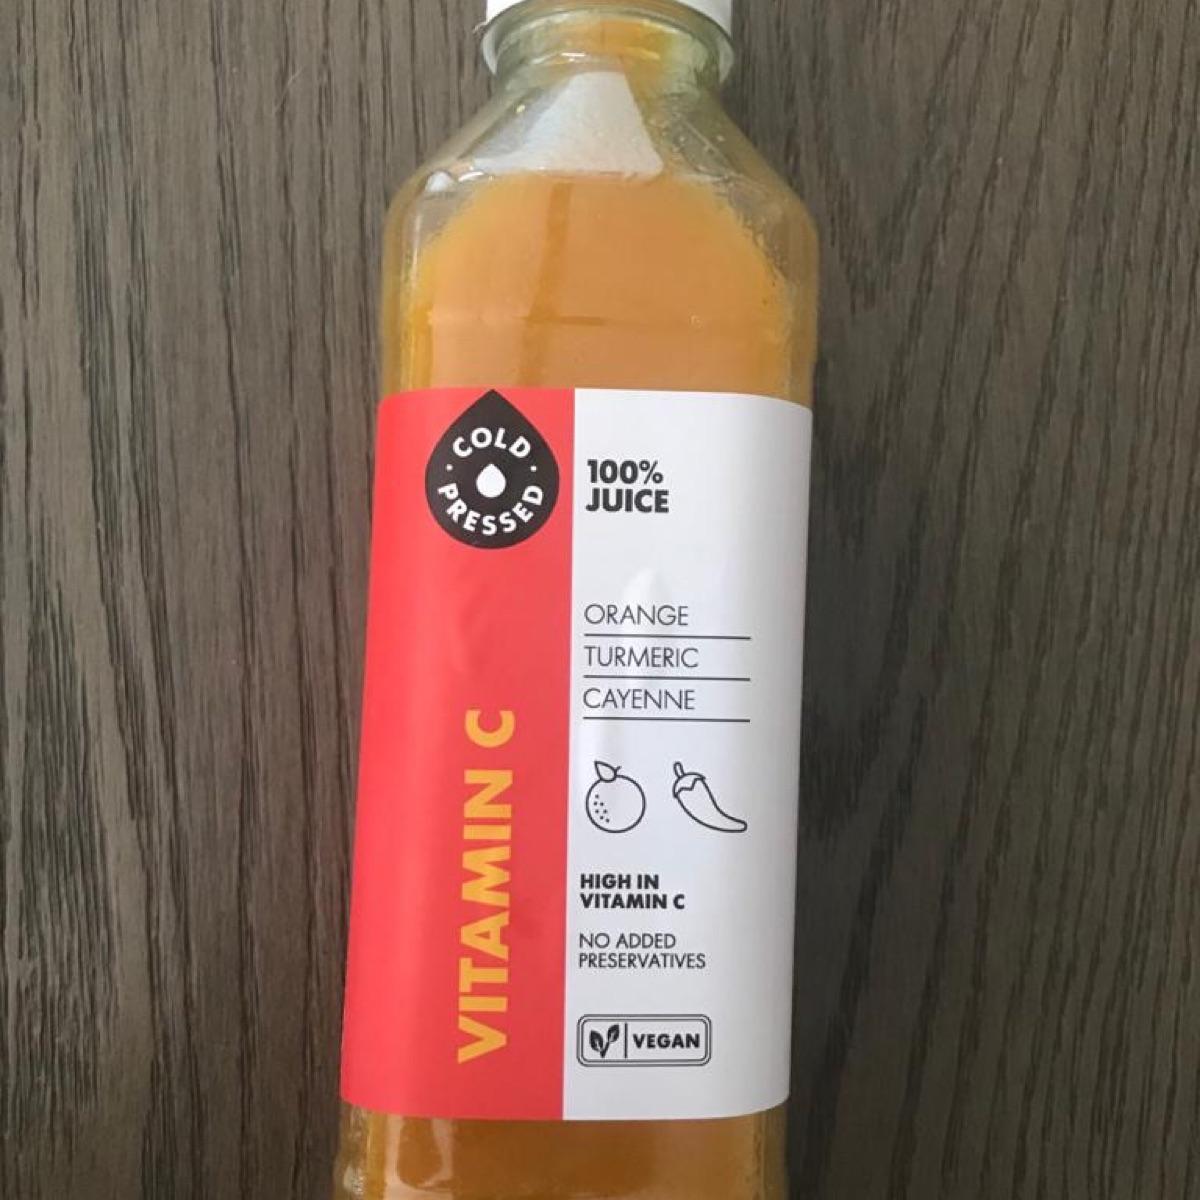 COLD
PRESSED
VITAMIN C
100%
JUICE
ORANGE
TURMERIC
CAYENNE
HIGH IN
VITAMIN C
NO ADDED
PRESERVATIVES
VEGAN